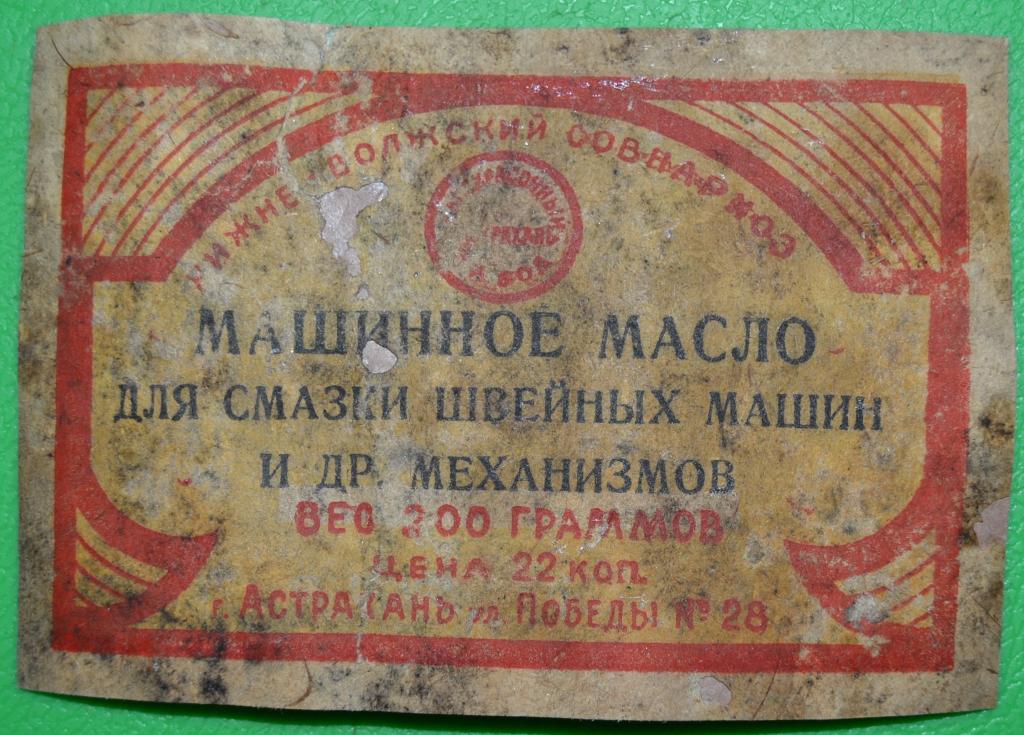 НИЖНЕ-ВОЛЖСКИЙ СОВНАРХОЗ
АСТРАХАНЬ
МАШИННОЕ МАСЛО
ДЛЯ СМАЗКИ ШВЕЙНЫХ МАШИН
И ДР. МЕХАНИЗМОВ
ВЕС 200 ГРАММОВ
ЦЕНА 22 КОП.
г. АСТРАХАНЬ ул. ПОБЕДЫ № 28